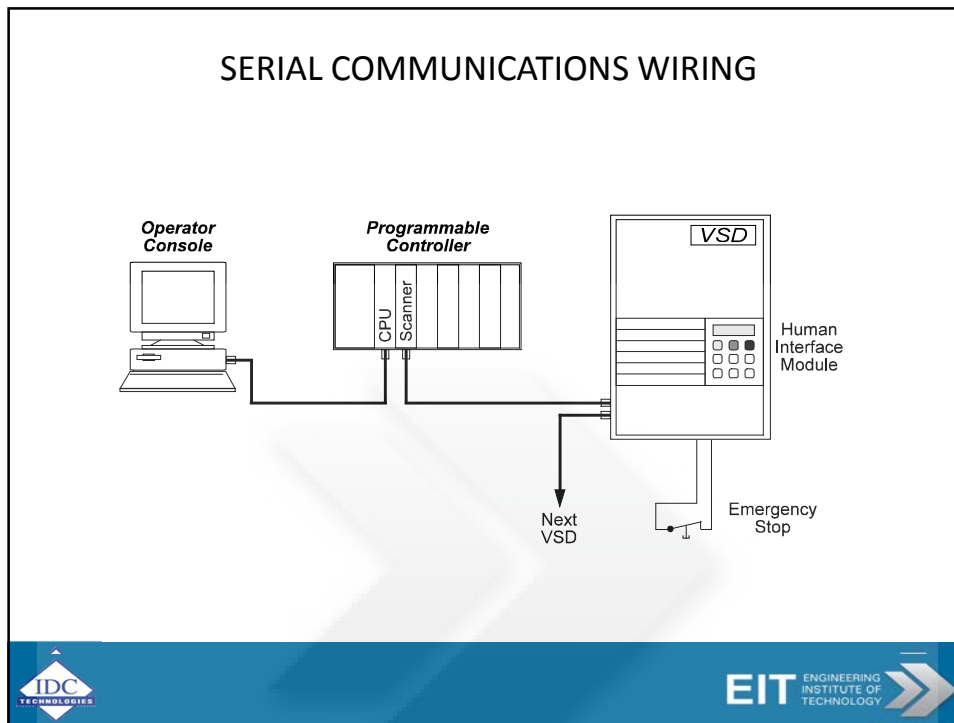 SERIAL COMMUNICATIONS WIRING
Operator
Console
Programmable
Controller
CPU
Scanner
VSD
Human
Interface
Module
Next
VSD
Emergency
Stop
IDC
TECHNOLOGIES
EIT
ENGINEERING
INSTITUTE OF
TECHNOLOGY